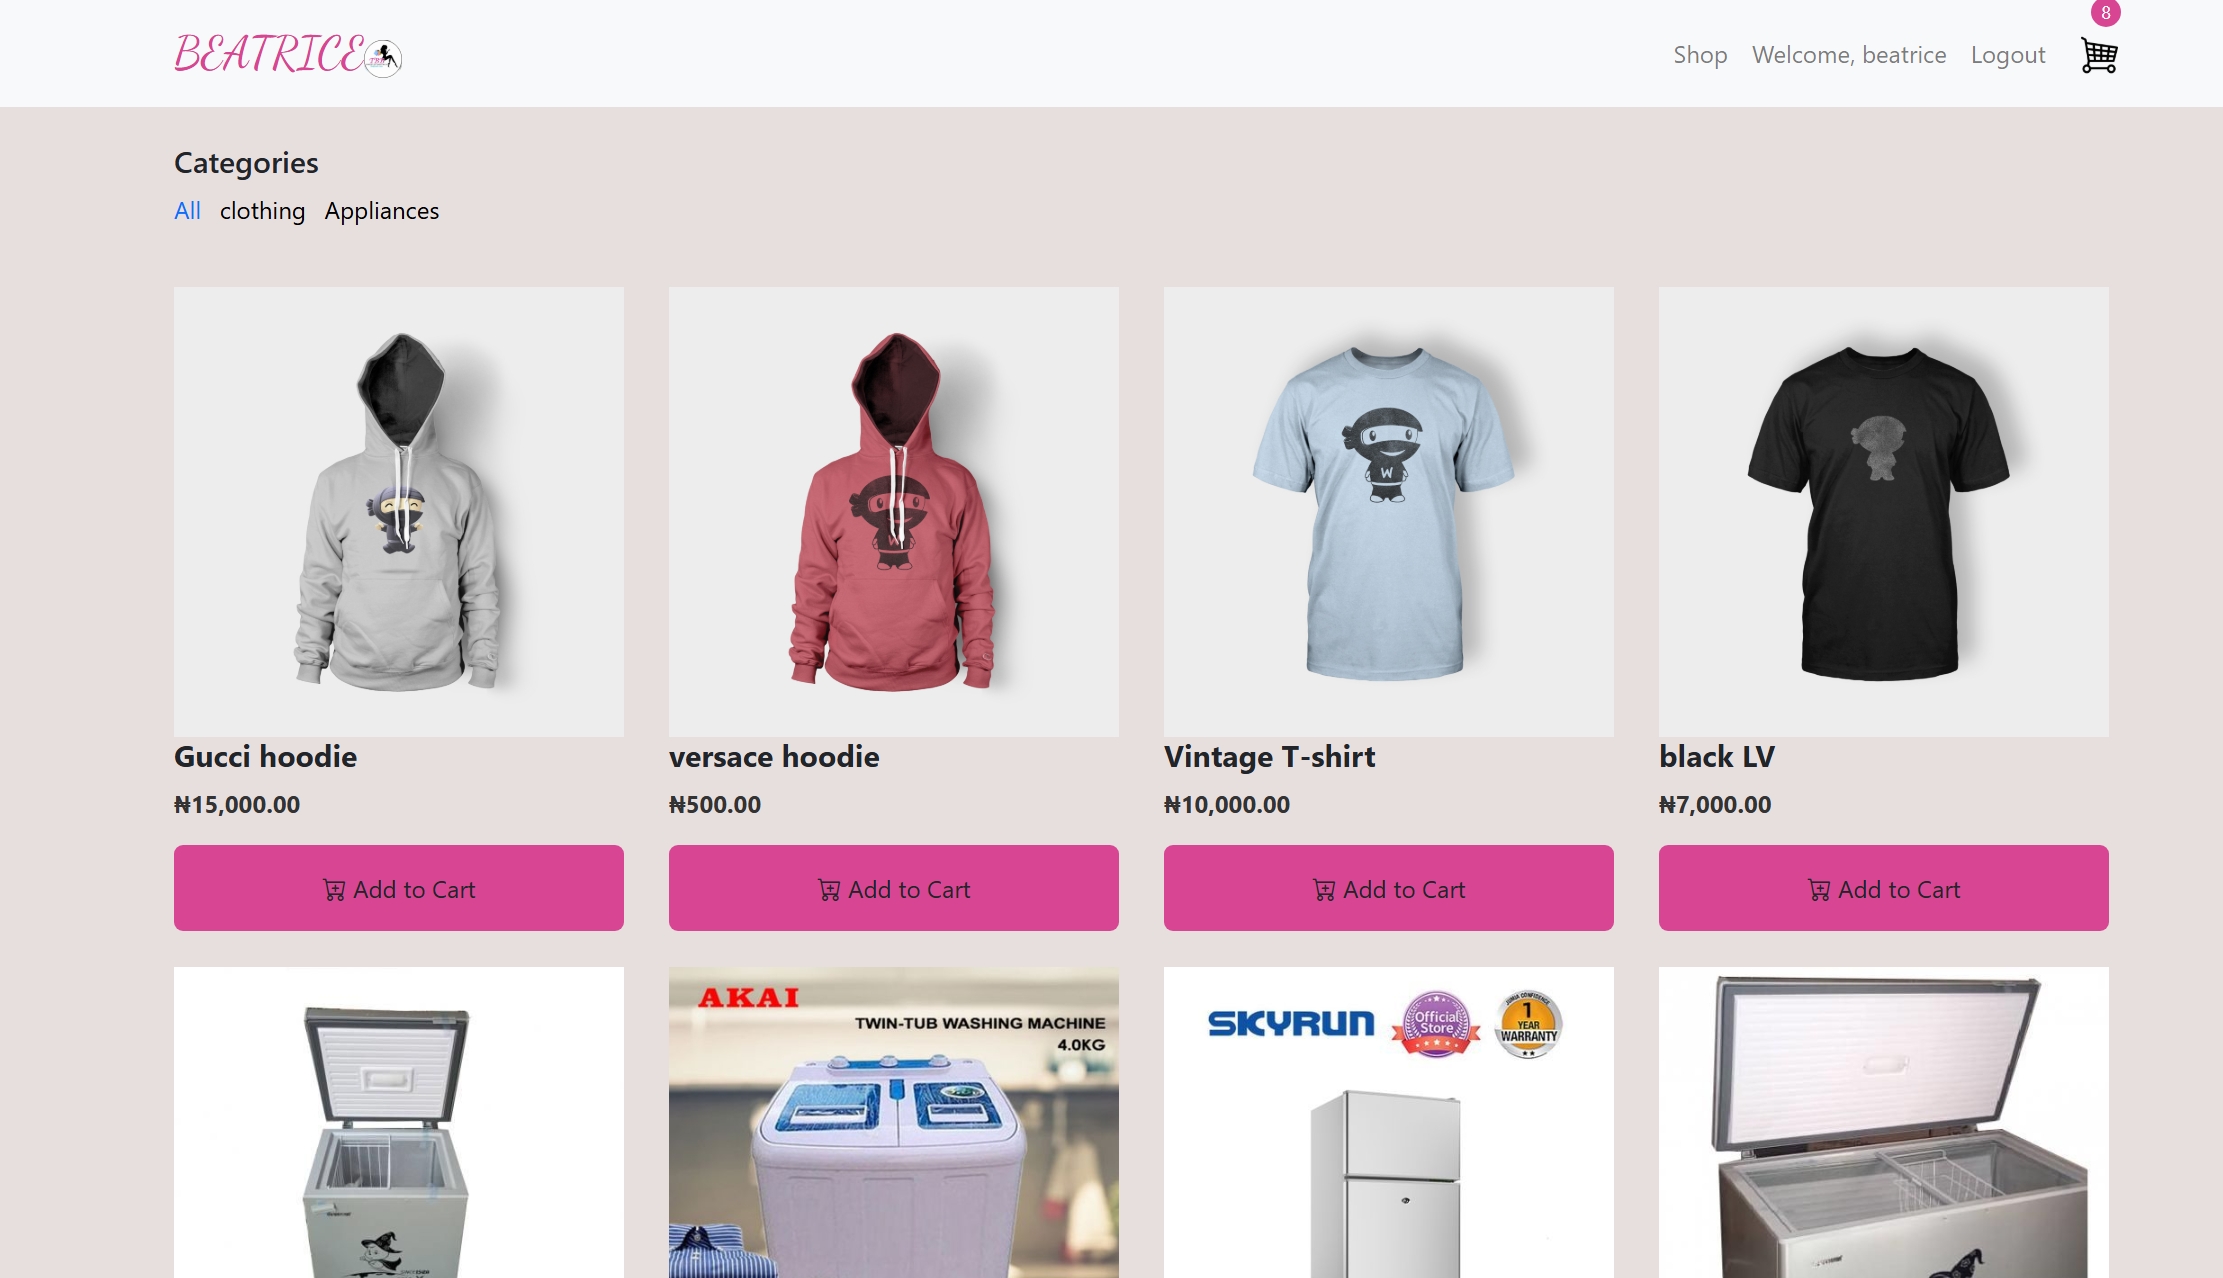 BEATRICE
Shop Welcome, beatrice Logout 8
Categories
All clothing Appliances
W
W
Gucci hoodie
₦15,000.00
Add to Cart
versace hoodie
₦500.00
Add to Cart
Vintage T-shirt
₦10,000.00
Add to Cart
black LV
₦7,000.00
Add to Cart
AKAI
TWIN-TUB WASHING MACHINE
4.0KG
SKYRUN
Official
Store
JUMIA CONFIDENCE
1
YEAR
WARRANTY